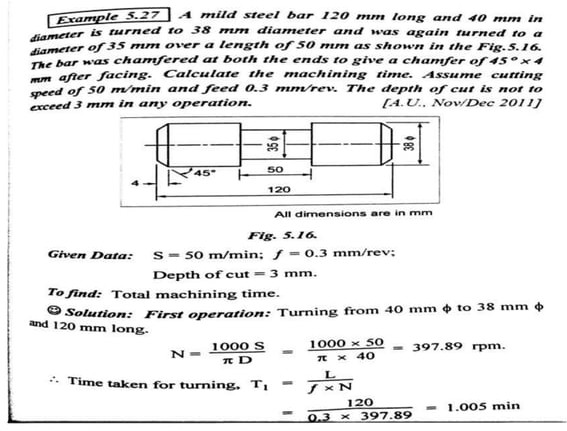 Example 5.27 A mild steel bar 120 mm long and 40 mm in
diameter is turned to 38 mm diameter and was again turned to a
diameter of 35 mm over a length of 50 mm as shown in the Fig.5.16.
The bar was chamfered at both the ends to give a chamfer of 45° × 4
mm after facing. Calculate the machining time. Assume cutting
speed of 50 m/min and feed 0.3 mm/rev. The depth of cut is not to
exceed 3 mm in any operation. [A.U., Nov/Dec 2011]
35 ϕ
38 ϕ
45°
50
4
120
All dimensions are in mm
Fig. 5.16.
Given Data: S = 50 m/min; f = 0.3 mm/rev;
Depth of cut = 3 mm.
To find: Total machining time.
☺ Solution: First operation: Turning from 40 mm ϕ to 38 mm ϕ
and 120 mm long.
N = 1000 S / π D = 1000 × 50 / π × 40 = 397.89 rpm.
∴ Time taken for turning, T₁ = L / f × N
= 120 / 0.3 × 397.89 = 1.005 min